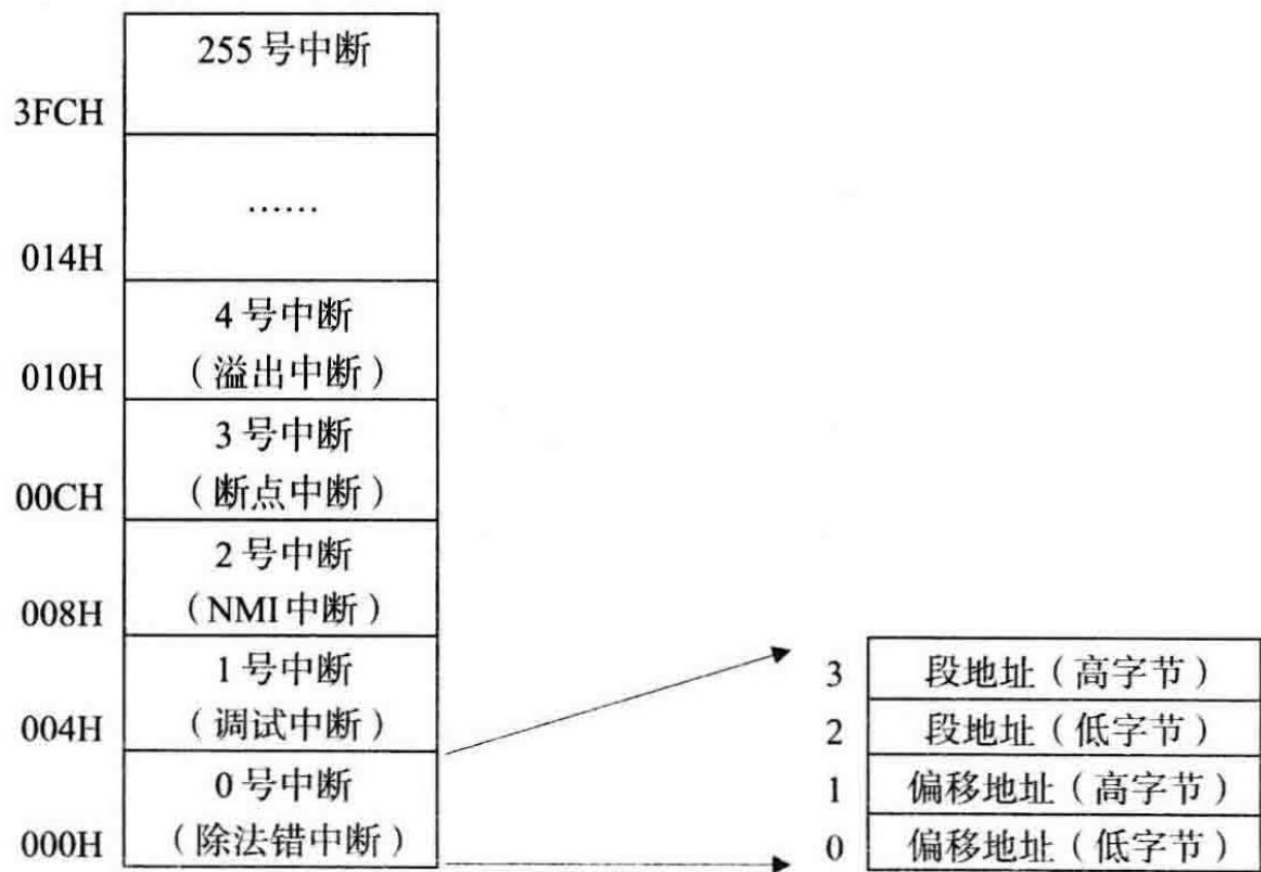 255号中断
3FCH
……
014H
4号中断
010H
（溢出中断）
3号中断
00CH
（断点中断）
2号中断
008H
（NMI中断）
1号中断
004H
（调试中断）
0号中断
000H
（除法错中断）
3 段地址（高字节）
2 段地址（低字节）
1 偏移地址（高字节）
0 偏移地址（低字节）